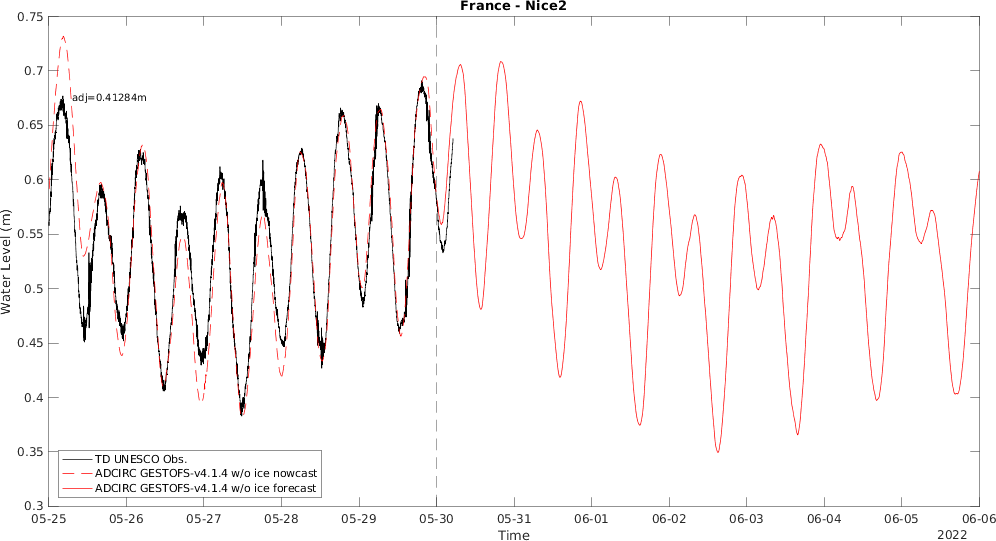 France - Nice2
0.75
0.7
0.65
0.6
0.55
0.5
0.45
0.4
0.35
0.3
Water Level (m)
adj=0.41284m
TD UNESCO Obs.
ADCIRC GESTOFS-v4.1.4 w/o ice nowcast
ADCIRC GESTOFS-v4.1.4 w/o ice forecast
05-25 05-26 05-27 05-28 05-29 05-30 05-31 06-01 06-02 06-03 06-04 06-05 06-06
Time
2022